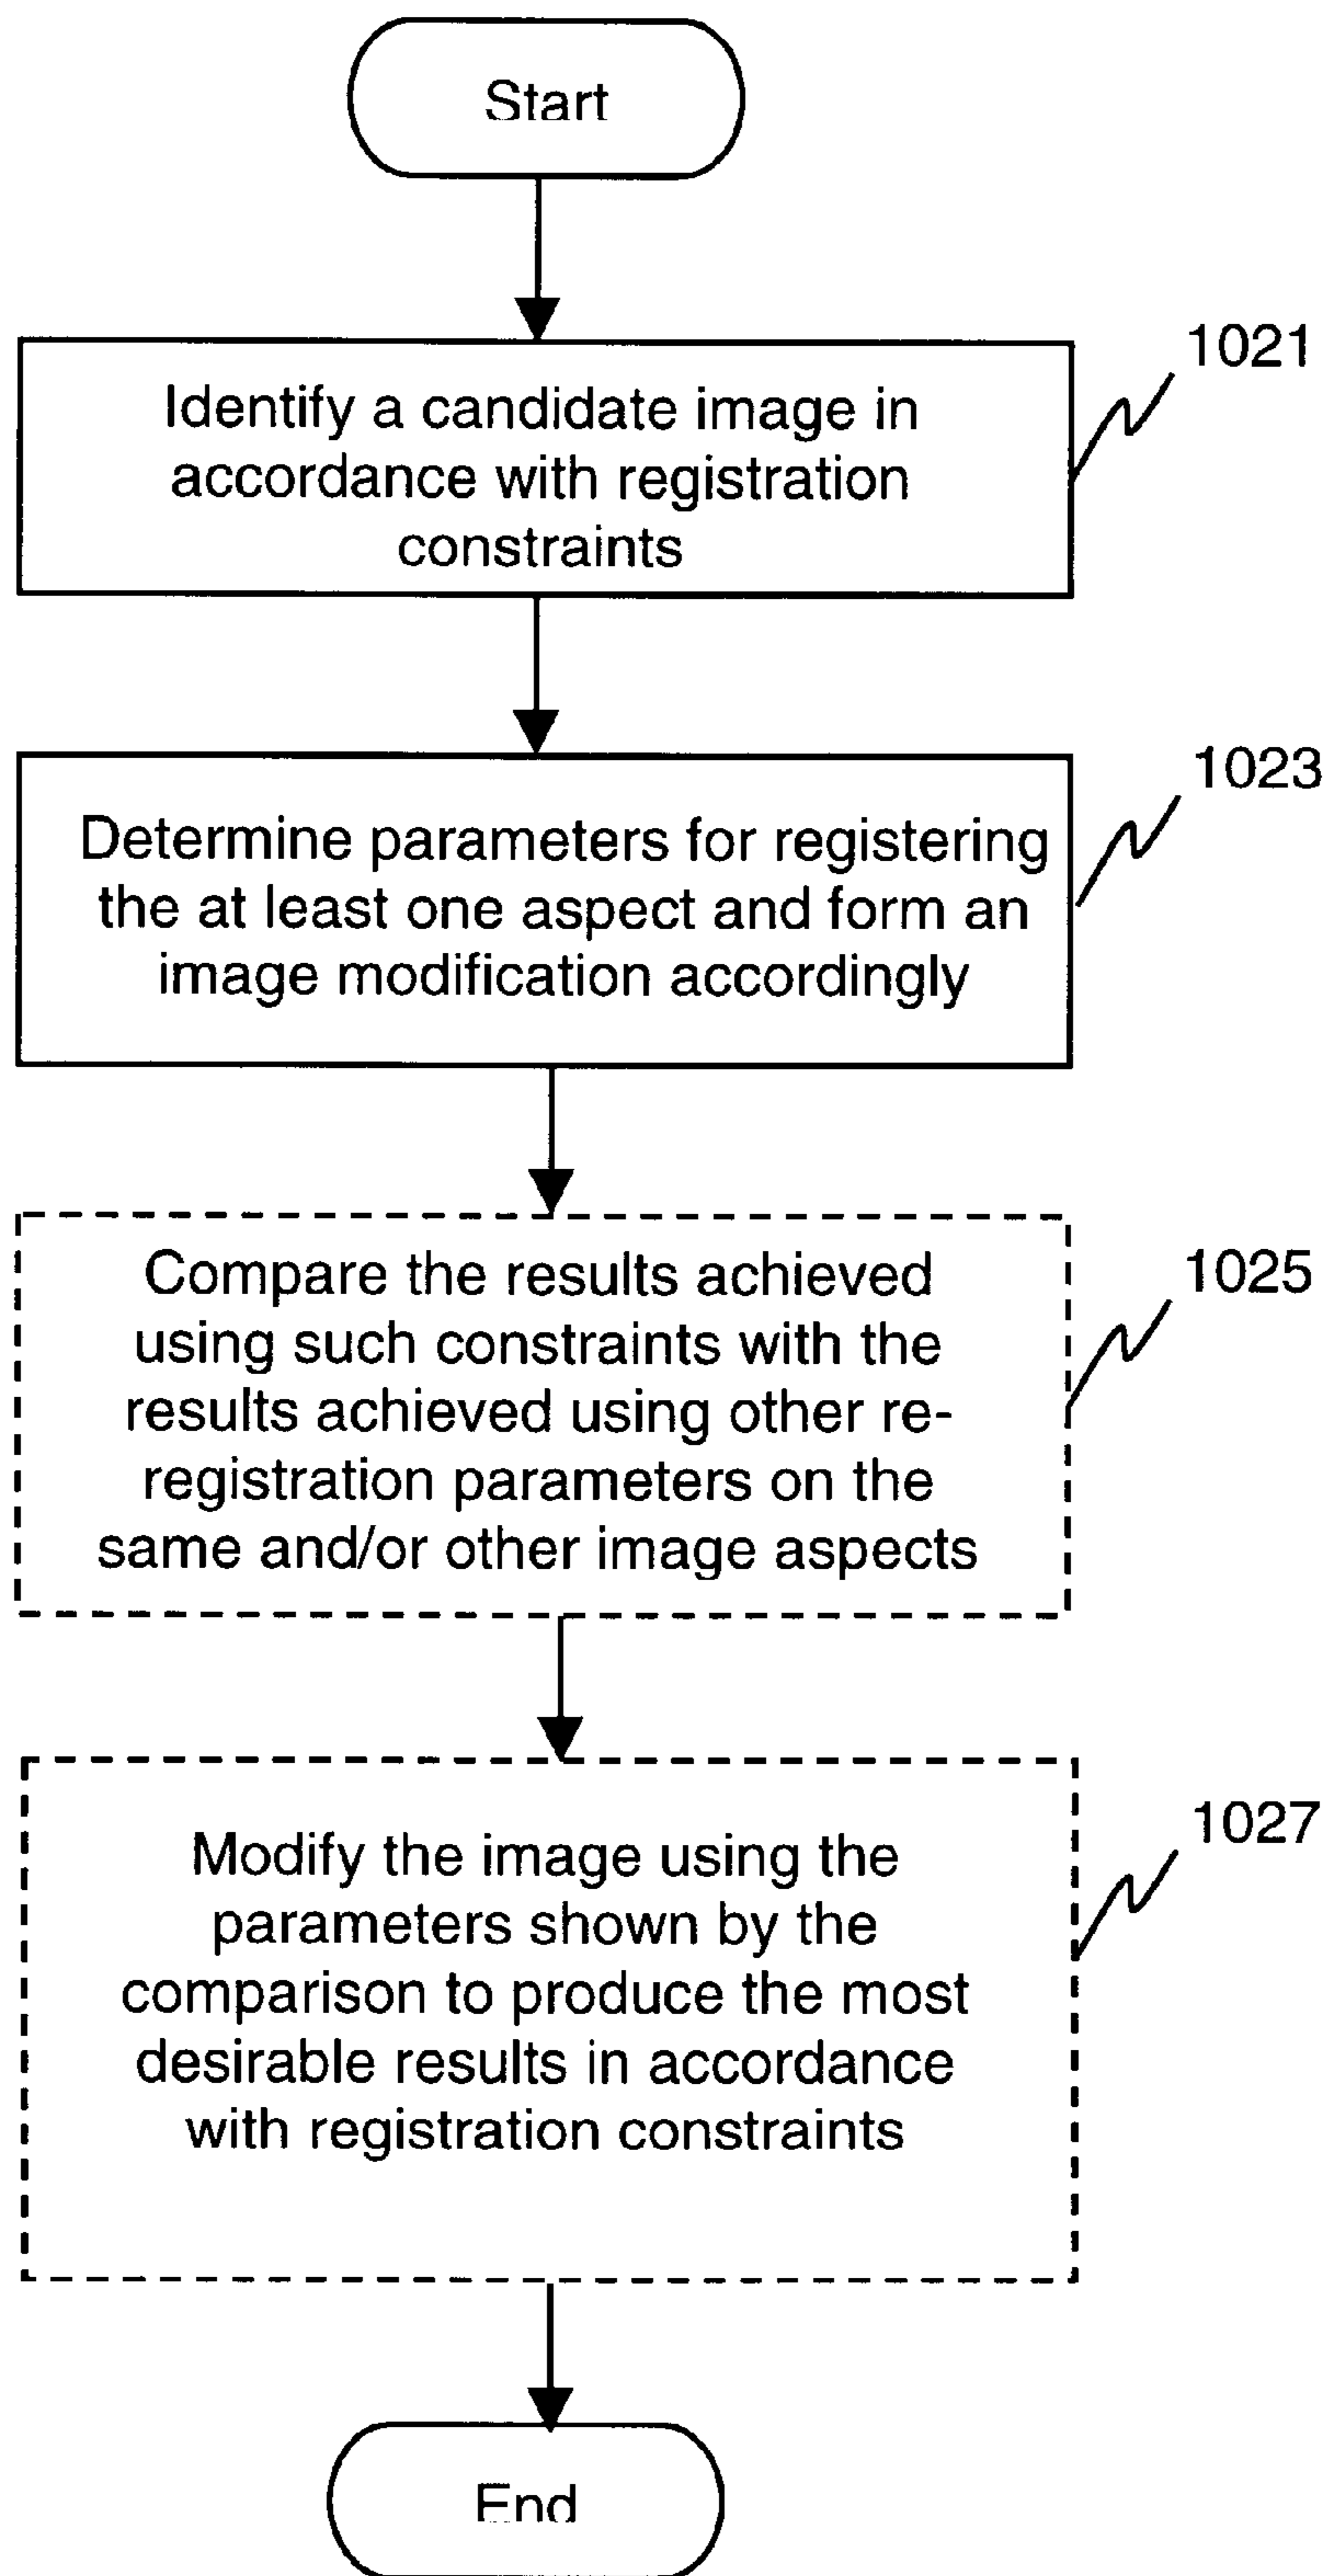 Start
1021
Identify a candidate image in
accordance with registration
constraints
1023
Determine parameters for registering
the at least one aspect and form an
image modification accordingly
1025
Compare the results achieved
using such constraints with the
results achieved using other re-
registration parameters on the
same and/or other image aspects
1027
Modify the image using the
parameters shown by the
comparison to produce the most
desirable results in accordance
with registration constraints
End